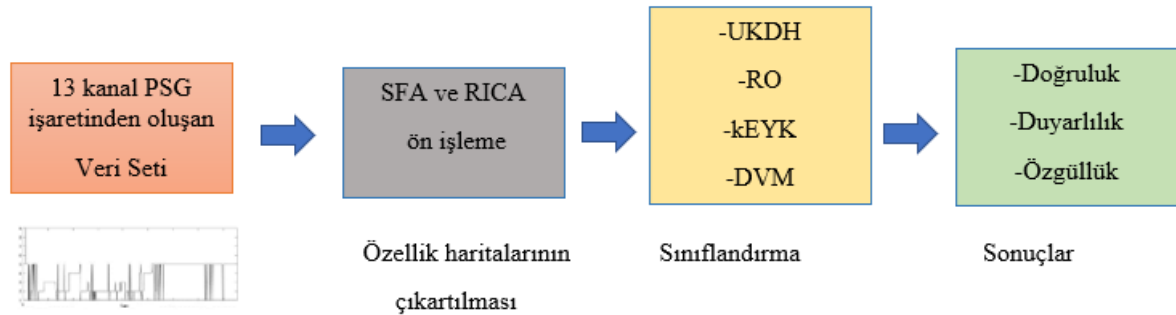 13 kanal PSG
işaretinden oluşan
Veri Seti
SFA ve RICA
ön işleme
-UKDH
-RO
-kEYK
-DVM
-Doğruluk
-Duyarlılık
-Özgüllük
Özellik haritalarının
çıkartılması
Sınıflandırma
Sonuçlar